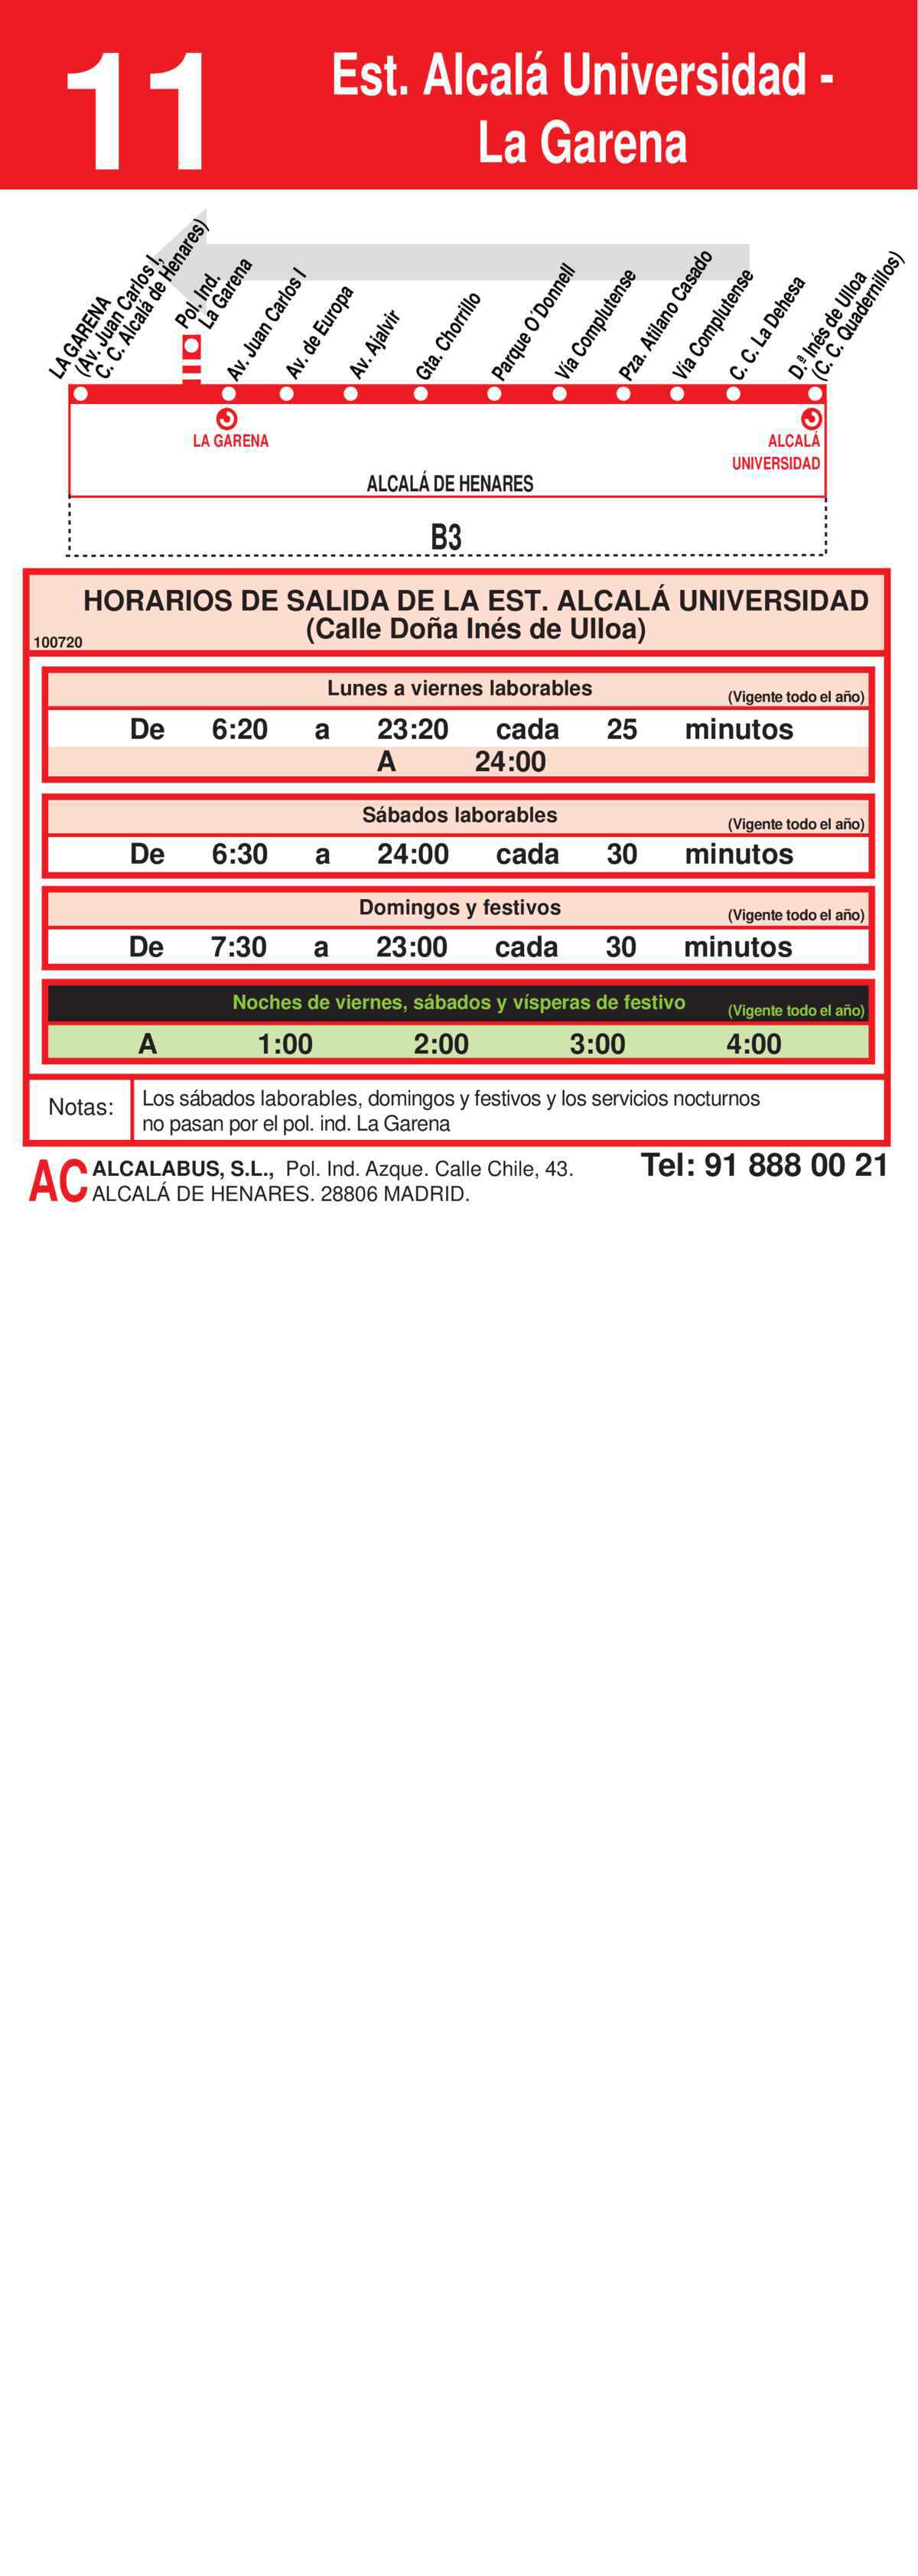 11
Est. Alcalá Universidad -
La Garena
LA GARENA
(Av. Juan Carlos I,
C. C. Alcalá de Henares)
Pol. Ind.
La Garena
Av. Juan Carlos I
Av. de Europa
Av. Ajalvir
Gta. Chorrillo
Parque O´Donnell
Vía Complutense
Pza. Atilano Casado
Vía Complutense
C. C. La Dehesa
D.ª Inés de Ulloa
(C. C. Quadernillos)
LA GARENA
ALCALÁ
UNIVERSIDAD
ALCALÁ DE HENARES
B3
HORARIOS DE SALIDA DE LA EST. ALCALÁ UNIVERSIDAD
(Calle Doña Inés de Ulloa)
100720
Lunes a viernes laborables (Vigente todo el año)
De 6:20 a 23:20 cada 25 minutos
A 24:00
Sábados laborables (Vigente todo el año)
De 6:30 a 24:00 cada 30 minutos
Domingos y festivos (Vigente todo el año)
De 7:30 a 23:00 cada 30 minutos
Noches de viernes, sábados y vísperas de festivo (Vigente todo el año)
A 1:00 2:00 3:00 4:00
Notas: Los sábados laborables, domingos y festivos y los servicios nocturnos
no pasan por el pol. ind. La Garena
AC ALCALABUS, S.L., Pol. Ind. Azque. Calle Chile, 43. Tel: 91 888 00 21
ALCALÁ DE HENARES. 28806 MADRID.